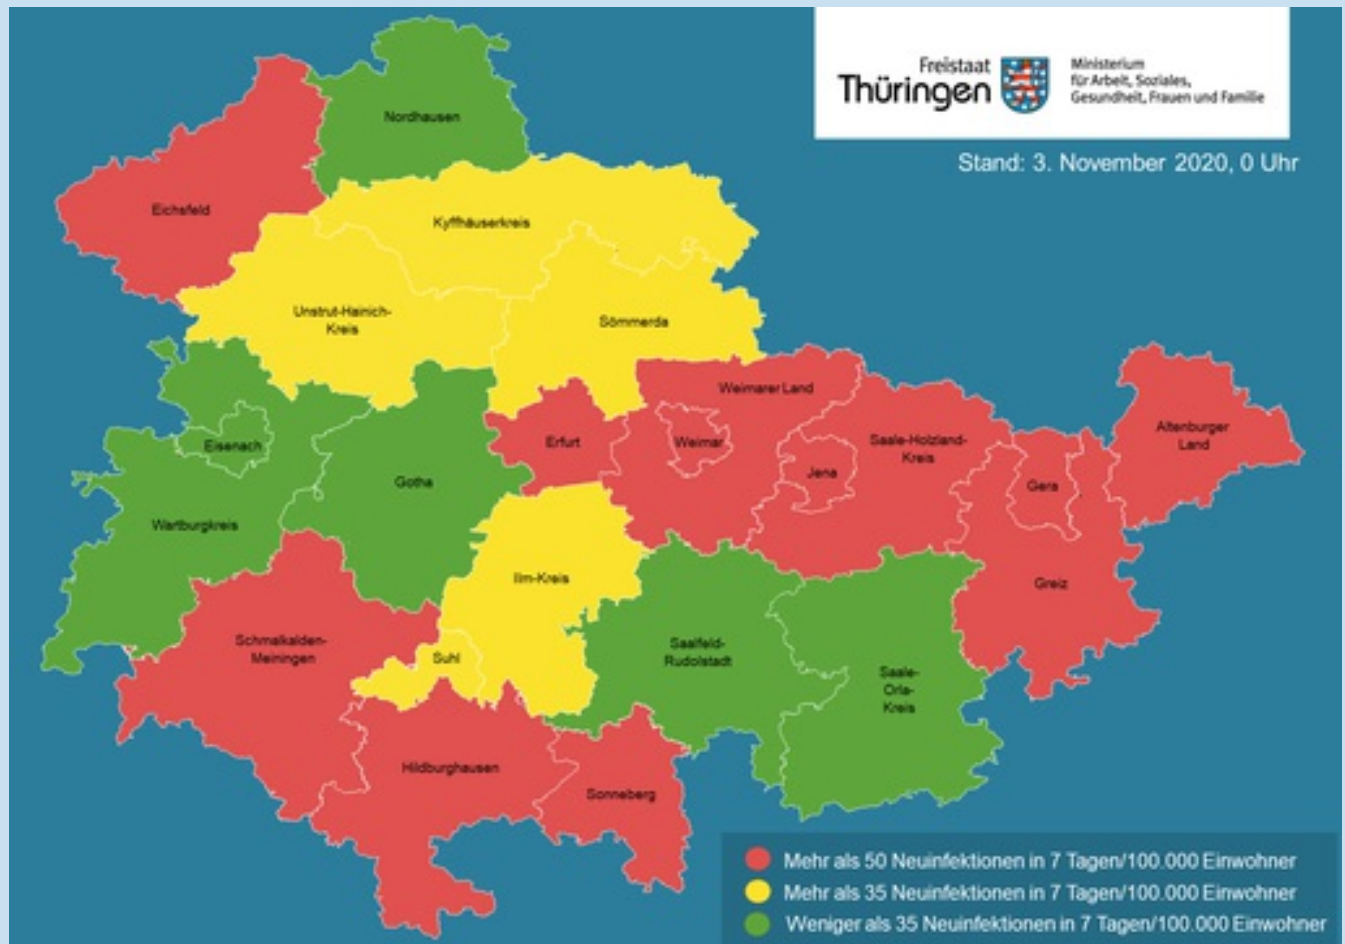 Freistaat
Thüringen
Ministerium
für Arbeit, Soziales,
Gesundheit, Frauen und Familie
Stand: 3. November 2020, 0 Uhr
Nordhausen
Eichsfeld
Kyffhäuserkreis
Unstrut-Hainich-
Kreis
Sömmerda
Weimarer Land
Altenburger
Land
Eisenach
Erfurt
Weimar
Saale-Holzland-
Kreis
Jena
Gotha
Gera
Wartburgkreis
Ilm-Kreis
Greiz
Schmalkalden-
Meiningen
Suhl
Saalfeld-
Rudolstadt
Saale-
Orla-
Kreis
Hildburghausen
Sonneberg
Mehr als 50 Neuinfektionen in 7 Tagen/100.000 Einwohner
Mehr als 35 Neuinfektionen in 7 Tagen/100.000 Einwohner
Weniger als 35 Neuinfektionen in 7 Tagen/100.000 Einwohner